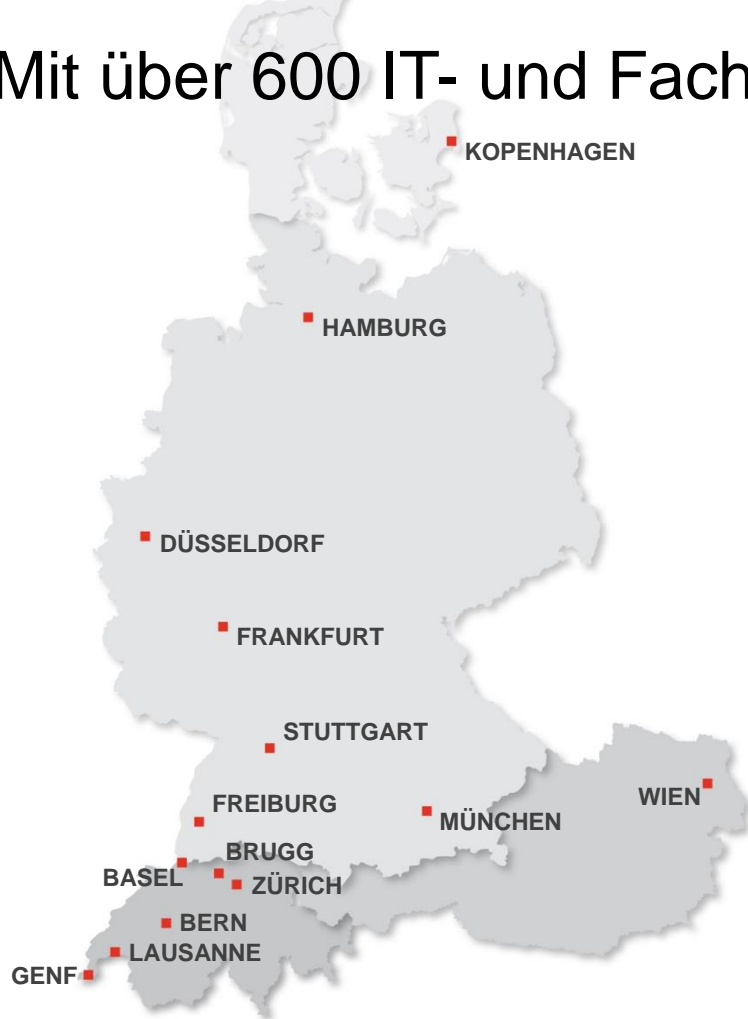 Mit über 600 IT- und Fach
KOPENHAGEN
HAMBURG
DÜSSELDORF
FRANKFURT
STUTTGART
WIEN
FREIBURG
MÜNCHEN
BRUGG
BASEL
ZÜRICH
BERN
LAUSANNE
GENF